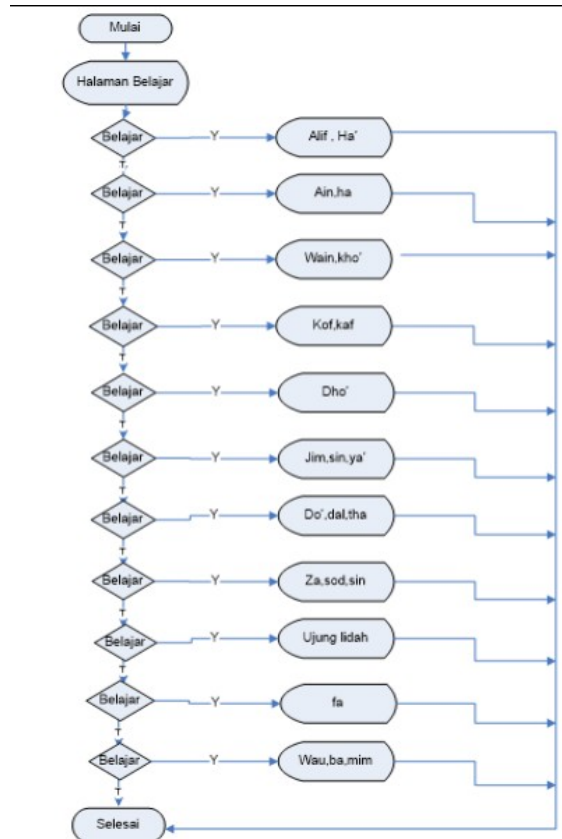 Mulai
Halaman Belajar
Belajar Y Alif , Ha'
T
Belajar Y Ain,ha
T
Belajar Y Wain,kho'
T
Belajar Y Kof,kaf
T
Belajar Y Dho'
T
Belajar Y Jim,sin,ya'
T
Belajar Y Do',dal,tha
T
Belajar Y Za,sod,sin
T
Belajar Y Ujung lidah
T
Belajar Y fa
T
Belajar Y Wau,ba,mim
T
Selesai